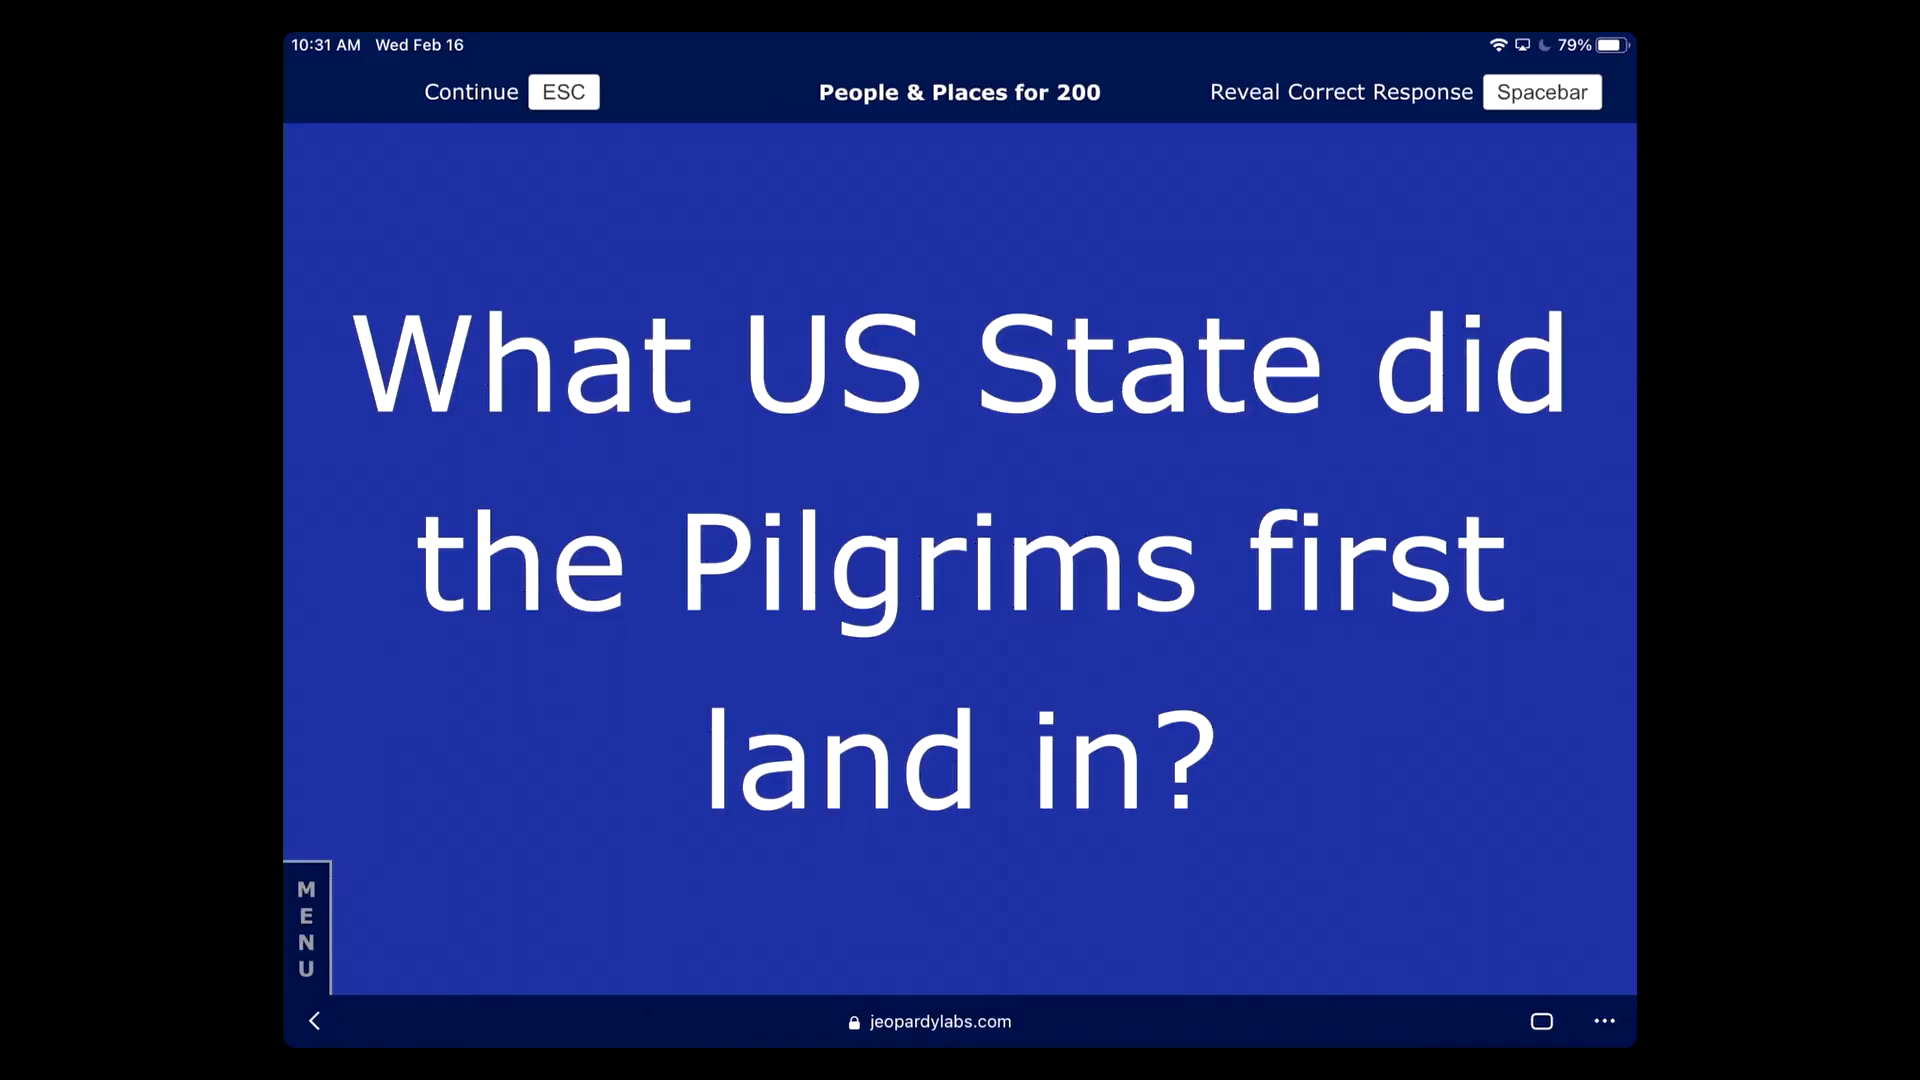 10:31 AM Wed Feb 16 79%
Continue ESC People & Places for 200 Reveal Correct Response Spacebar
What US State did
the Pilgrims first
land in?
M
E
N
U
jeopardylabs.com